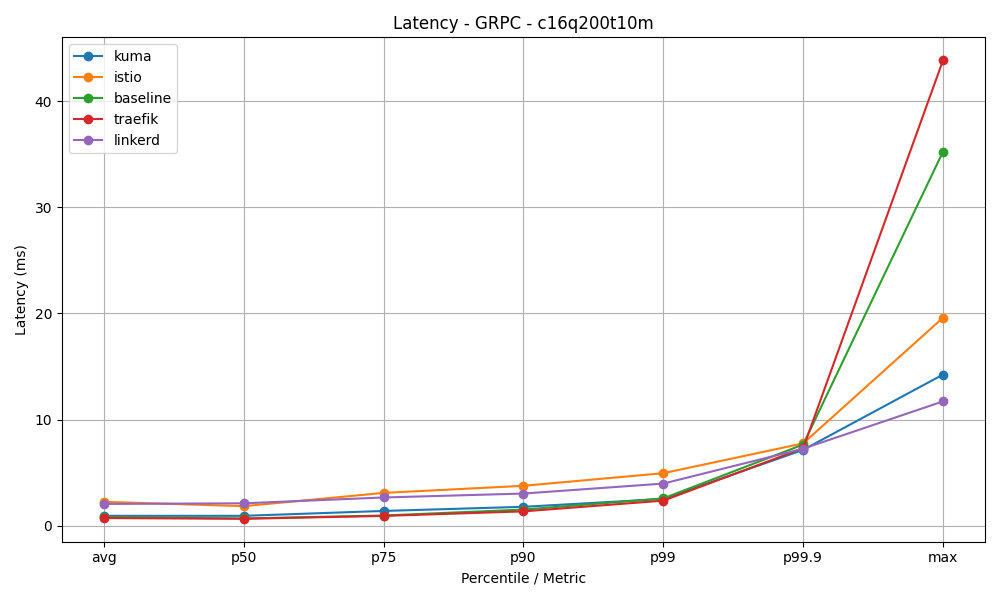 Latency - GRPC - c16q200t10m
kuma
istio
baseline
traefik
linkerd
Latency (ms)
40
30
20
10
0
avg p50 p75 p90 p99 p99.9 max
Percentile / Metric